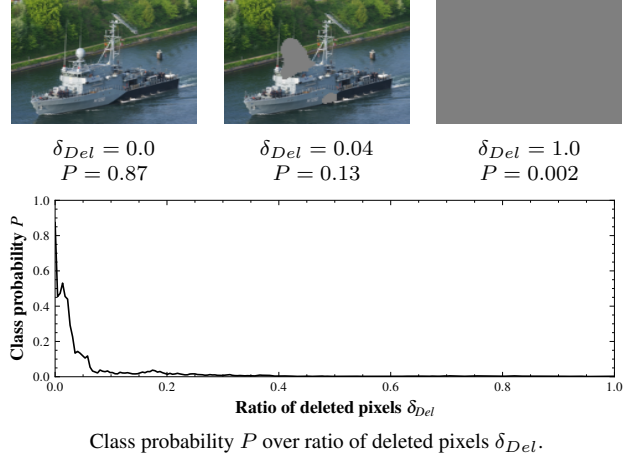 δ_Del = 0.0 δ_Del = 0.04 δ_Del = 1.0
P = 0.87 P = 0.13 P = 0.002
1.0
0.8
0.6
0.4
0.2
0.0
Class probability P
0.0 0.2 0.4 0.6 0.8 1.0
Ratio of deleted pixels δ_Del
Class probability P over ratio of deleted pixels δ_Del.